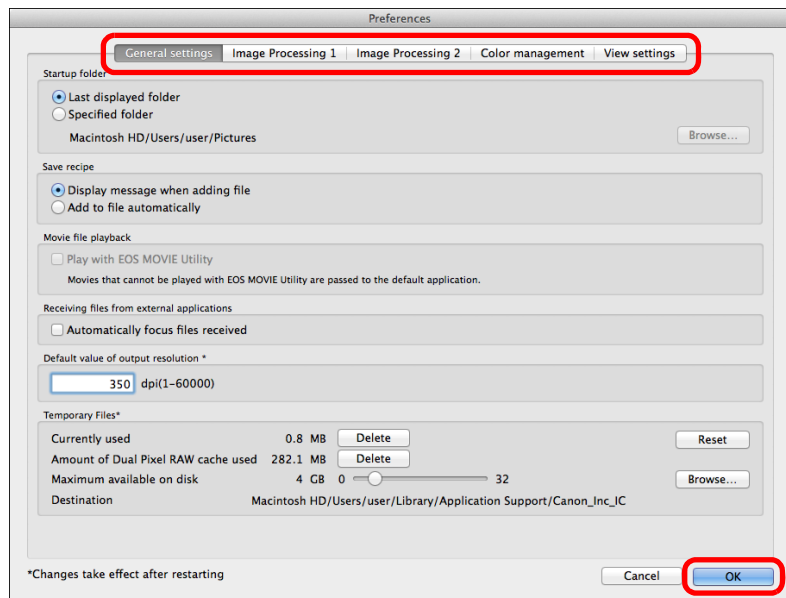 Preferences
General settings Image Processing 1 Image Processing 2 Color management View settings
Startup folder
Last displayed folder
Specified folder
Macintosh HD/Users/user/Pictures Browse...
Save recipe
Display message when adding file
Add to file automatically
Movie file playback
Play with EOS MOVIE Utility
Movies that cannot be played with EOS MOVIE Utility are passed to the default application.
Receiving files from external applications
Automatically focus files received
Default value of output resolution *
350 dpi(1-60000)
Temporary Files*
Currently used 0.8 MB Delete Reset
Amount of Dual Pixel RAW cache used 282.1 MB Delete
Maximum available on disk 4 GB 0 32 Browse...
Destination Macintosh HD/Users/user/Library/Application Support/Canon_Inc_IC
*Changes take effect after restarting Cancel OK